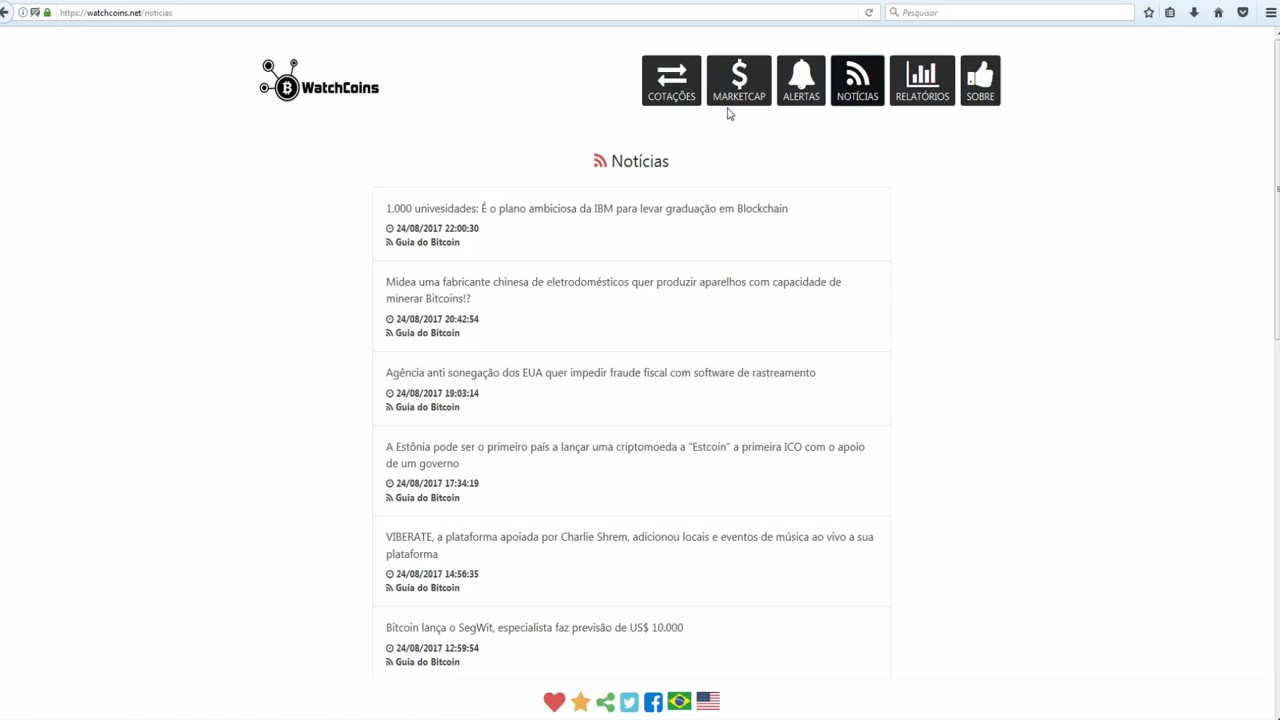 https://watchcoins.net/noticias
Pesquisar
WatchCoins
COTAÇÕES
MARKETCAP
ALERTAS
NOTÍCIAS
RELATÓRIOS
SOBRE
Notícias
1.000 univesidades: É o plano ambiciosa da IBM para levar graduação em Blockchain
24/08/2017 22:00:30
Guia do Bitcoin
Midea uma fabricante chinesa de eletrodomésticos quer produzir aparelhos com capacidade de
minerar Bitcoins!?
24/08/2017 20:42:54
Guia do Bitcoin
Agência anti sonegação dos EUA quer impedir fraude fiscal com software de rastreamento
24/08/2017 19:03:14
Guia do Bitcoin
A Estônia pode ser o primeiro país a lançar uma criptomoeda a "Estcoin" a primeira ICO com o apoio
de um governo
24/08/2017 17:34:19
Guia do Bitcoin
VIBERATE, a plataforma apoiada por Charlie Shrem, adicionou locais e eventos de música ao vivo a sua
plataforma
24/08/2017 14:56:35
Guia do Bitcoin
Bitcoin lança o SegWit, especialista faz previsão de US$ 10.000
24/08/2017 12:59:54
Guia do Bitcoin